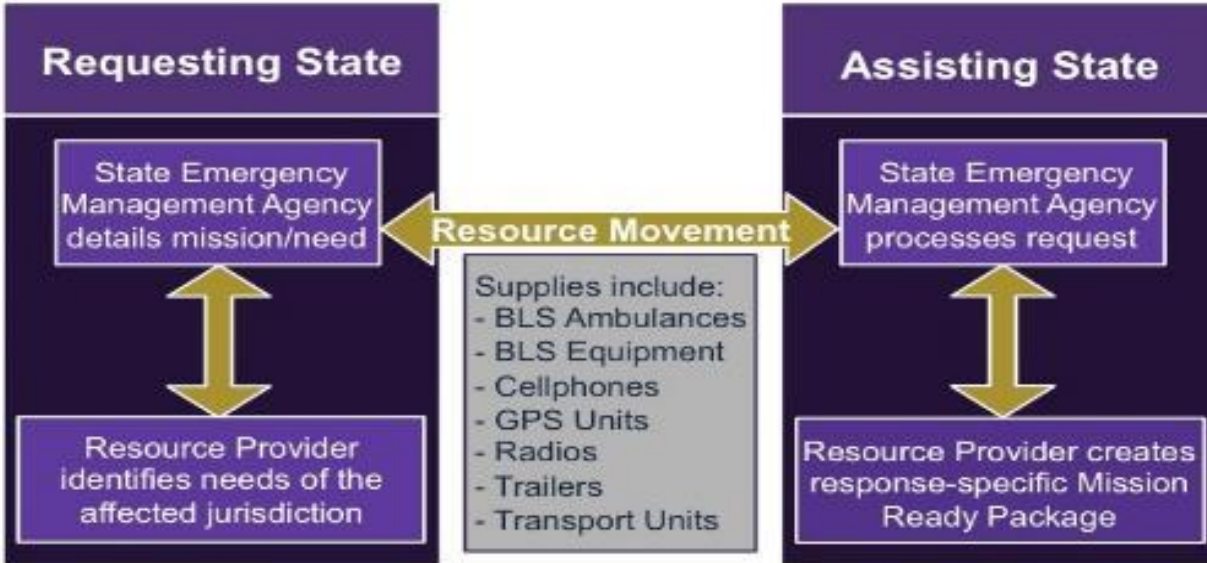 Requesting State
State Emergency
Management Agency
details mission/need
Resource Provider
identifies needs of the
affected jurisdiction
Resource Movement
Supplies include:
- BLS Ambulances
- BLS Equipment
- Cellphones
- GPS Units
- Radios
- Trailers
- Transport Units
Assisting State
State Emergency
Management Agency
processes request
Resource Provider creates
response-specific Mission
Ready Package